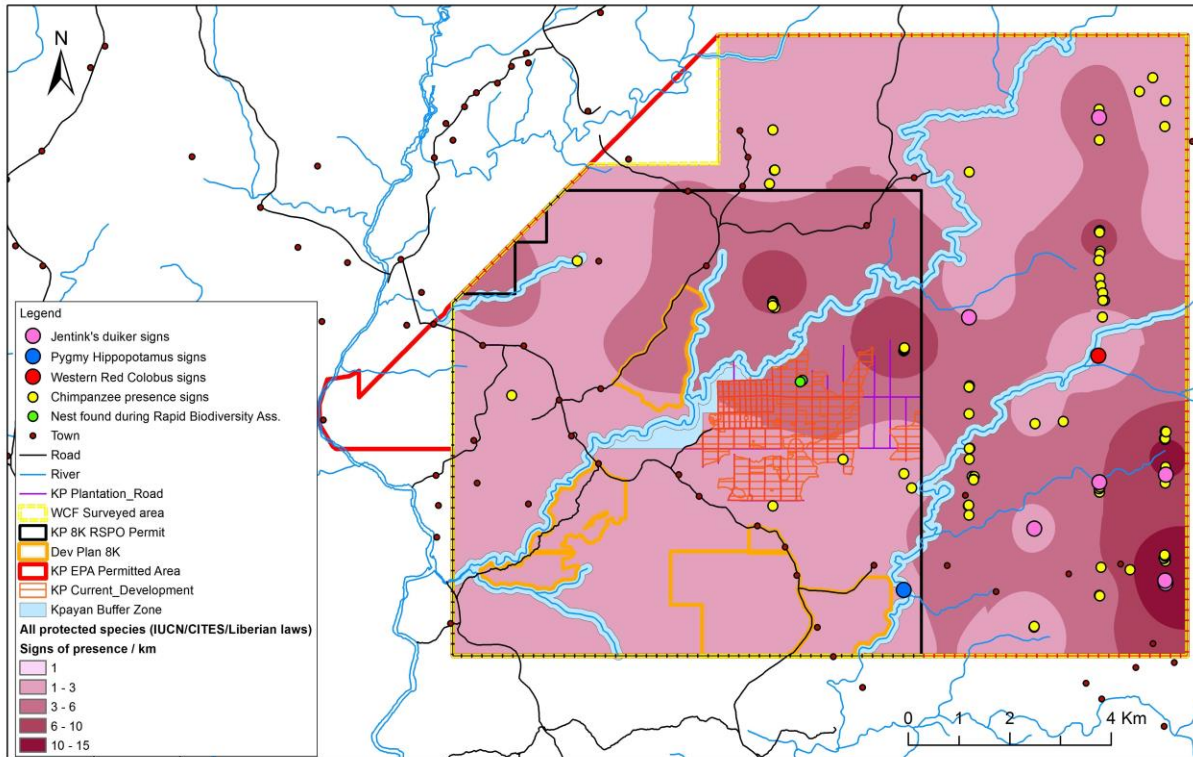 N
Legend
Jentink's duiker signs
Pygmy Hippopotamus signs
Western Red Colobus signs
Chimpanzee presence signs
Nest found during Rapid Biodiversity Ass.
Town
Road
River
KP Plantation_Road
WCF Surveyed area
KP 8K RSPO Permit
Dev Plan 8K
KP EPA Permitted Area
KP Current_Development
Kpayan Buffer Zone
All protected species (IUCN/CITES/Liberian laws)
Signs of presence / km
1
1 - 3
3 - 6
6 - 10
10 - 15
0 1 2 4 Km